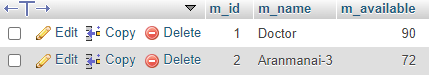 m_id m_name m_available
Edit Copy Delete 1 Doctor 90
Edit Copy Delete 2 Aranmanai-3 72